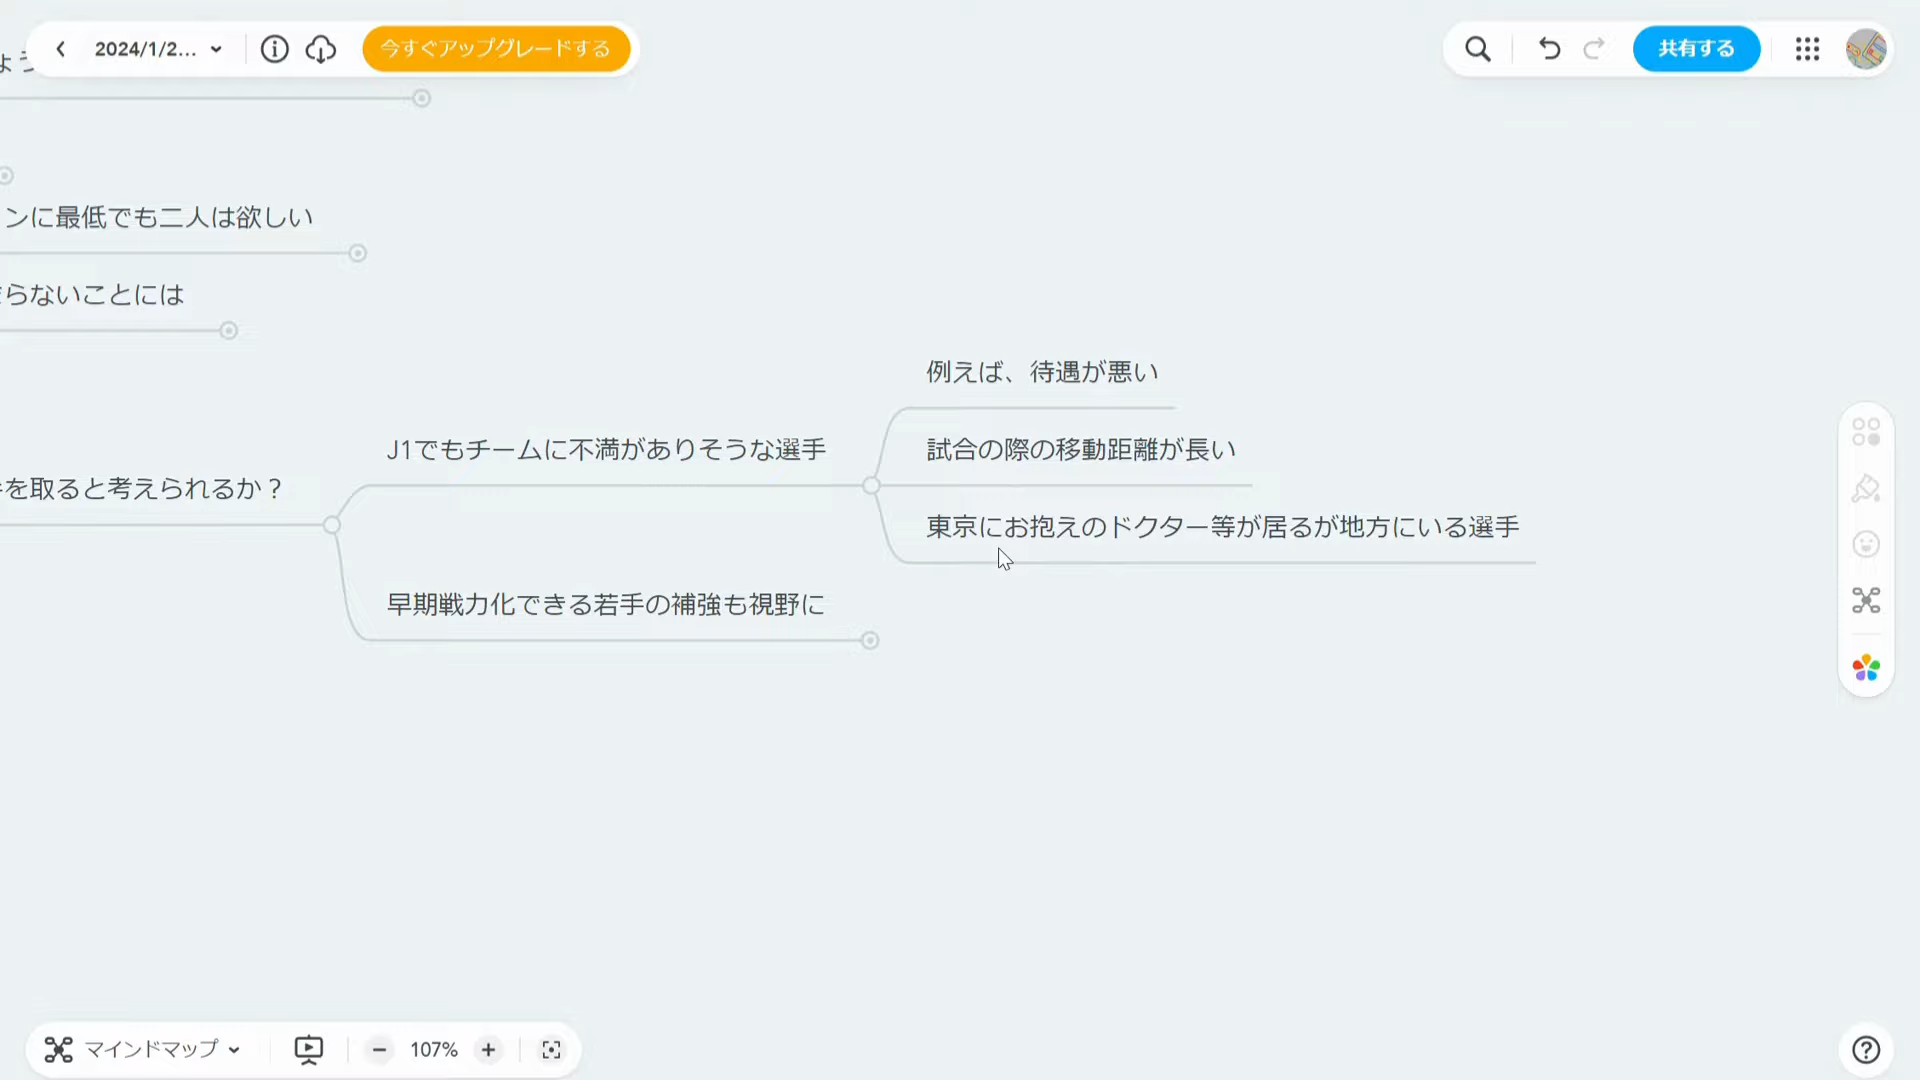 2024/1/2...
今すぐアップグレードする
共有する
ンに最低でも二人は欲しい
らないことには
例えば、待遇が悪い
J1でもチームに不満がありそうな選手
試合の際の移動距離が長い
を取ると考えられるか？
東京にお抱えのドクター等が居るが地方にいる選手
早期戦力化できる若手の補強も視野に
マインドマップ
107%